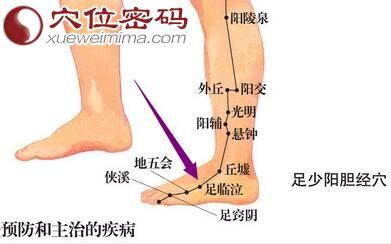 穴位密码
xueweimima.com
阳陵泉
外丘
阳交
光明
阳辅
悬钟
地五会
丘墟
侠溪
足临泣
足少阳胆经穴
足窍阴
预防和主治的疾病